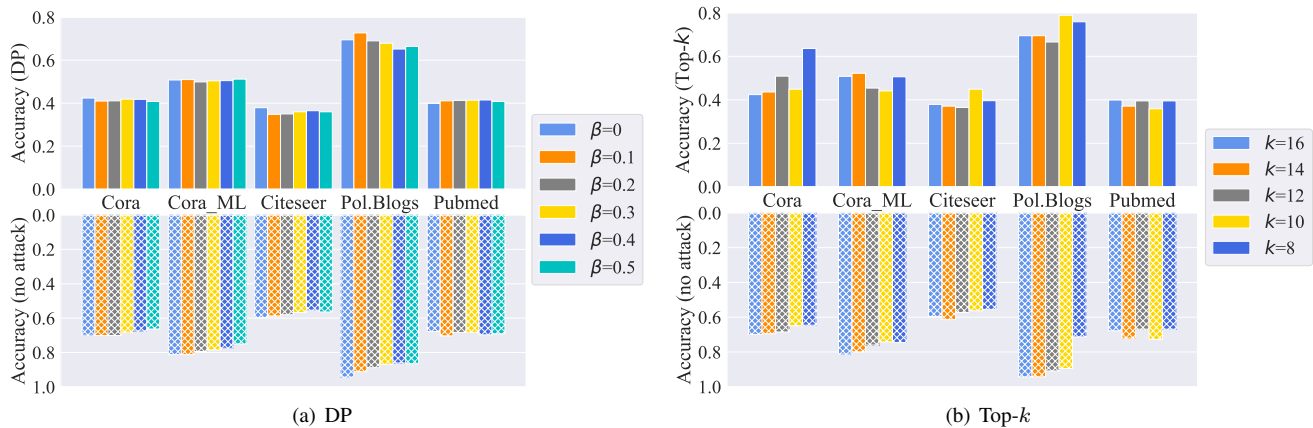 0.8
0.6
0.4
0.2
0.0
Accuracy (DP)
Cora Cora_ML Citeseer Pol.Blogs Pubmed
0.0
0.2
0.4
0.6
0.8
1.0
Accuracy (no attack)
β=0
β=0.1
β=0.2
β=0.3
β=0.4
β=0.5
(a) DP
0.8
0.6
0.4
0.2
0.0
Accuracy (Top-k)
Cora Cora_ML Citeseer Pol.Blogs Pubmed
0.0
0.2
0.4
0.6
0.8
1.0
Accuracy (no attack)
k=16
k=14
k=12
k=10
k=8
(b) Top-k